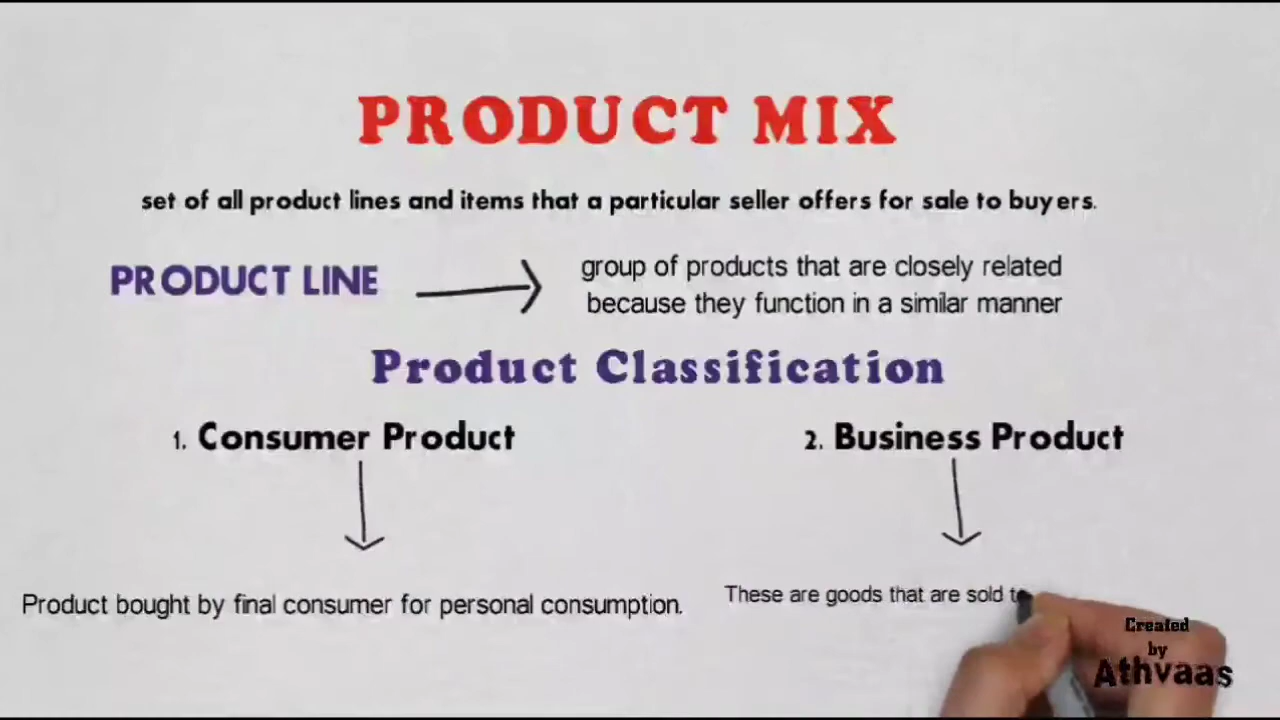 PRODUCT MIX
set of all product lines and items that a particular seller offers for sale to buyers.
PRODUCT LINE
group of products that are closely related
because they function in a similar manner
Product Classification
1. Consumer Product
2. Business Product
Product bought by final consumer for personal consumption.
These are goods that are sold to
Created
by
Athvaas